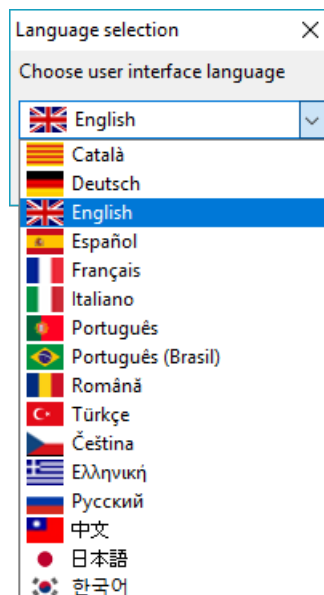 Language selection
Choose user interface language
English
Català
Deutsch
English
Español
Français
Italiano
Português
Português (Brasil)
Română
Türkçe
Čeština
Ελληνική
Русский
中文
日本語
한국어